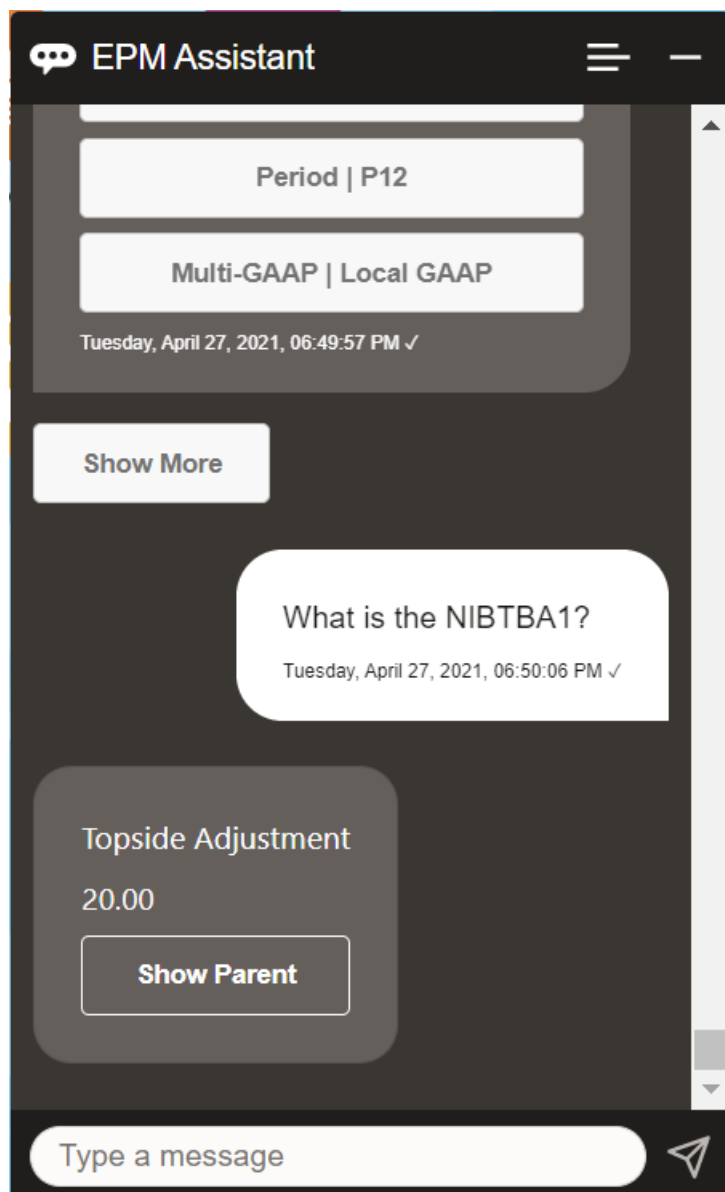 EPM Assistant
Period | P12
Multi-GAAP | Local GAAP
Tuesday, April 27, 2021, 06:49:57 PM ✓
Show More
What is the NIBTBA1?
Tuesday, April 27, 2021, 06:50:06 PM ✓
Topside Adjustment
20.00
Show Parent
Type a message